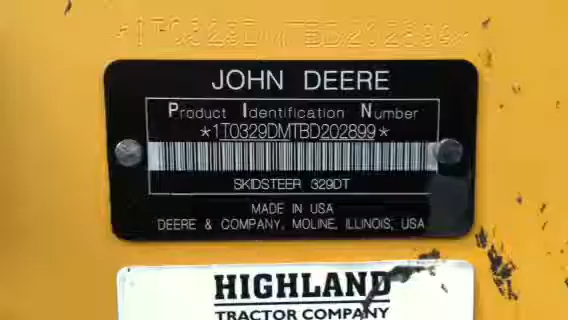 *1T0329DMTBD202899*
JOHN DEERE
Product Identification Number
*1T0329DMTBD202899*
SKIDSTEER 329DT
MADE IN USA
DEERE & COMPANY, MOLINE, ILLINOIS, USA
HIGHLAND
TRACTOR COMPANY